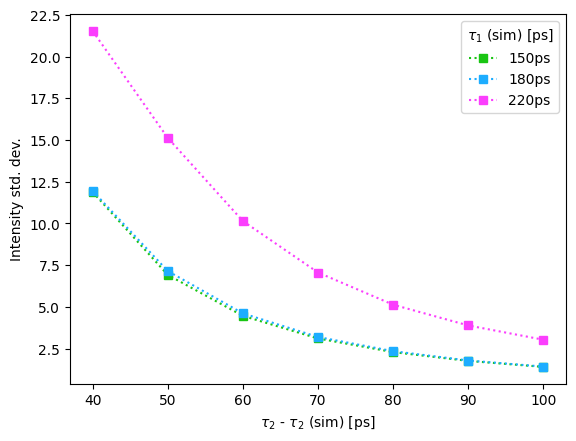 22.5
20.0
17.5
15.0
12.5
10.0
7.5
5.0
2.5
Intensity std. dev.
τ₁ (sim) [ps]
150ps
180ps
220ps
40 50 60 70 80 90 100
τ₂ - τ₂ (sim) [ps]